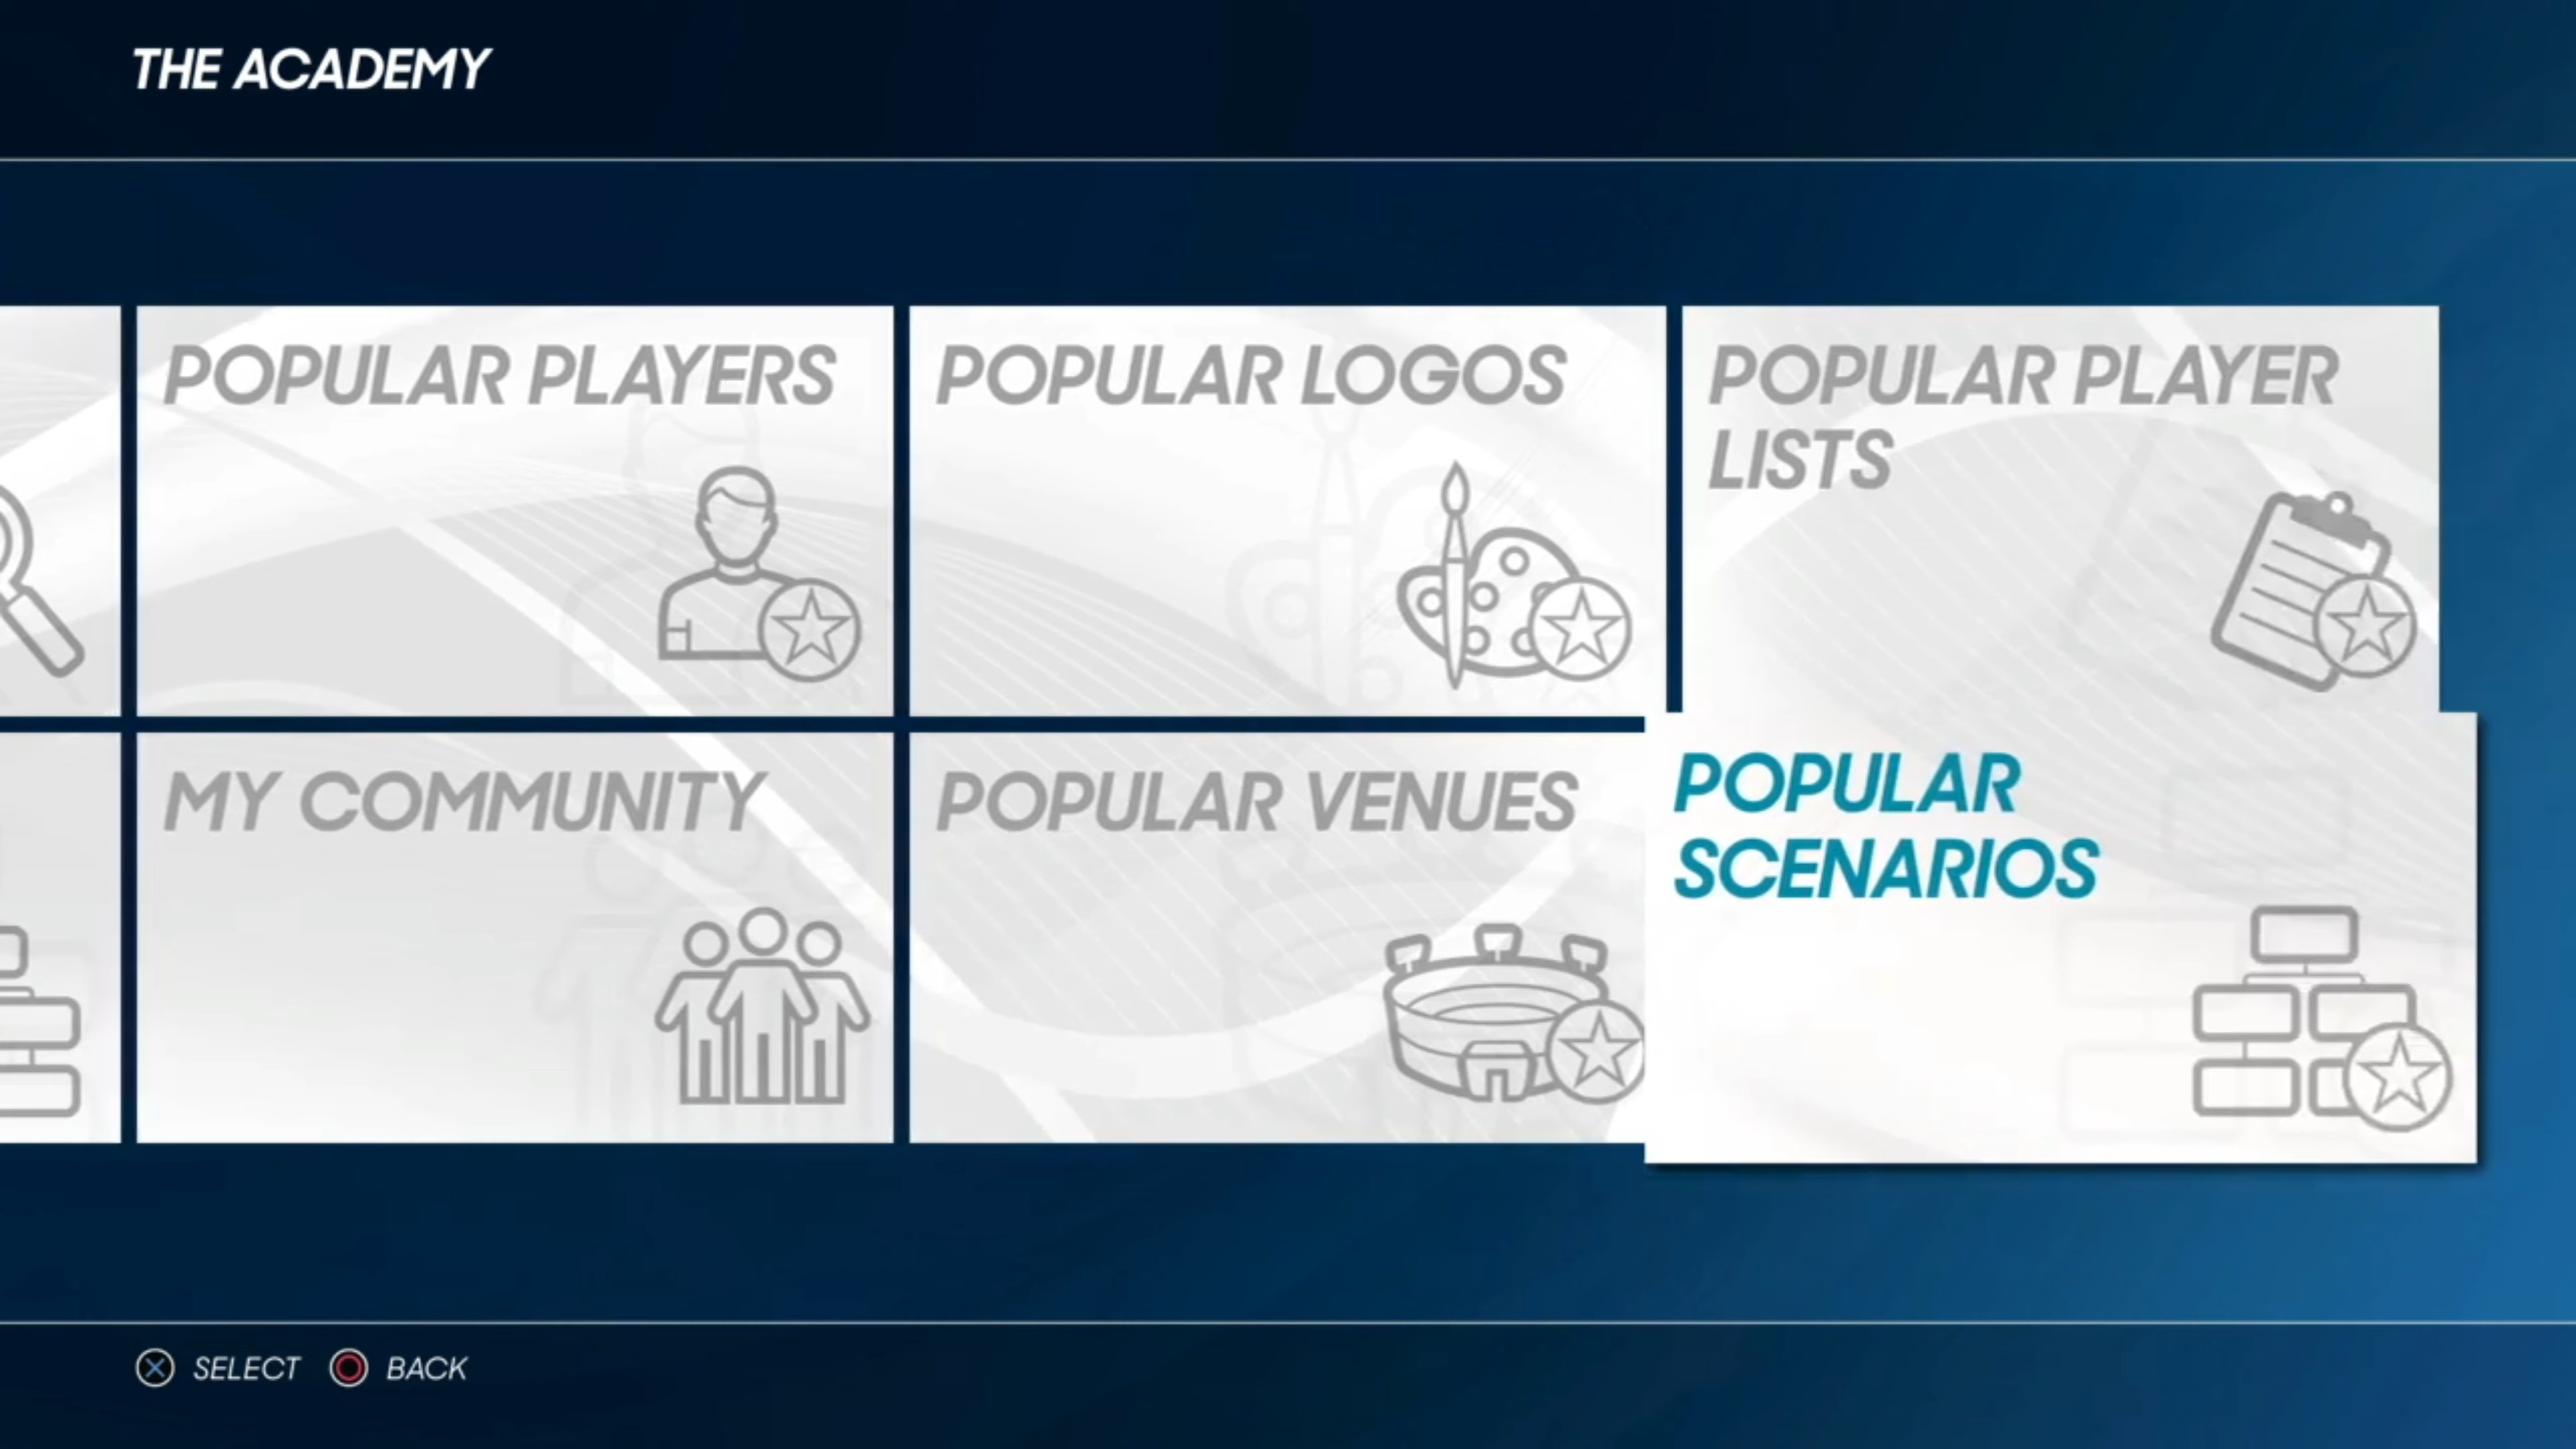 THE ACADEMY
POPULAR PLAYERS
POPULAR LOGOS
POPULAR PLAYER
LISTS
MY COMMUNITY
POPULAR VENUES
POPULAR
SCENARIOS
SELECT
BACK